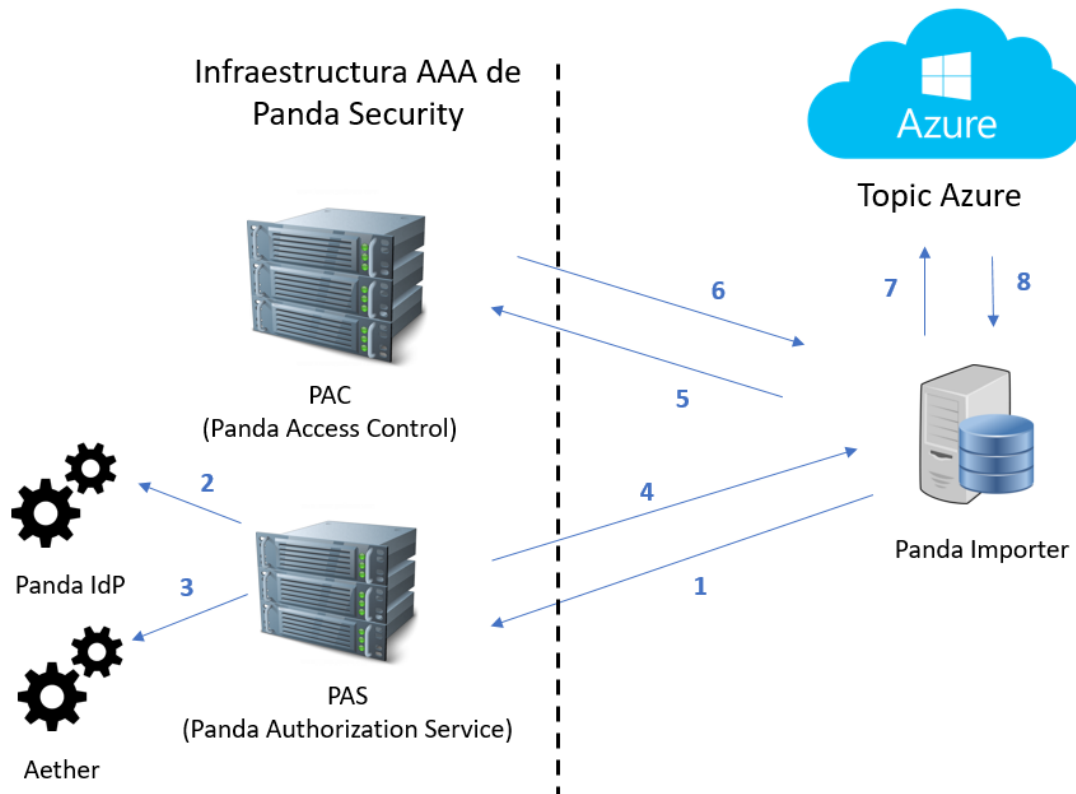 Infraestructura AAA de
Panda Security
Azure
Topic Azure
6
7
8
PAC
(Panda Access Control)
5
2
4
Panda IdP
Panda Importer
3
1
PAS
(Panda Authorization Service)
Aether